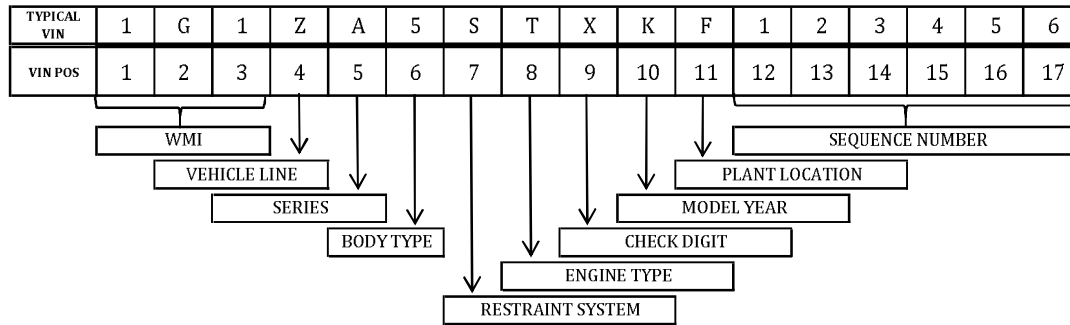 TYPICAL VIN 1 G 1 Z A 5 S T X K F 1 2 3 4 5 6
VIN POS 1 2 3 4 5 6 7 8 9 10 11 12 13 14 15 16 17
WMI SEQUENCE NUMBER
VEHICLE LINE PLANT LOCATION
SERIES MODEL YEAR
BODY TYPE CHECK DIGIT
ENGINE TYPE
RESTRAINT SYSTEM